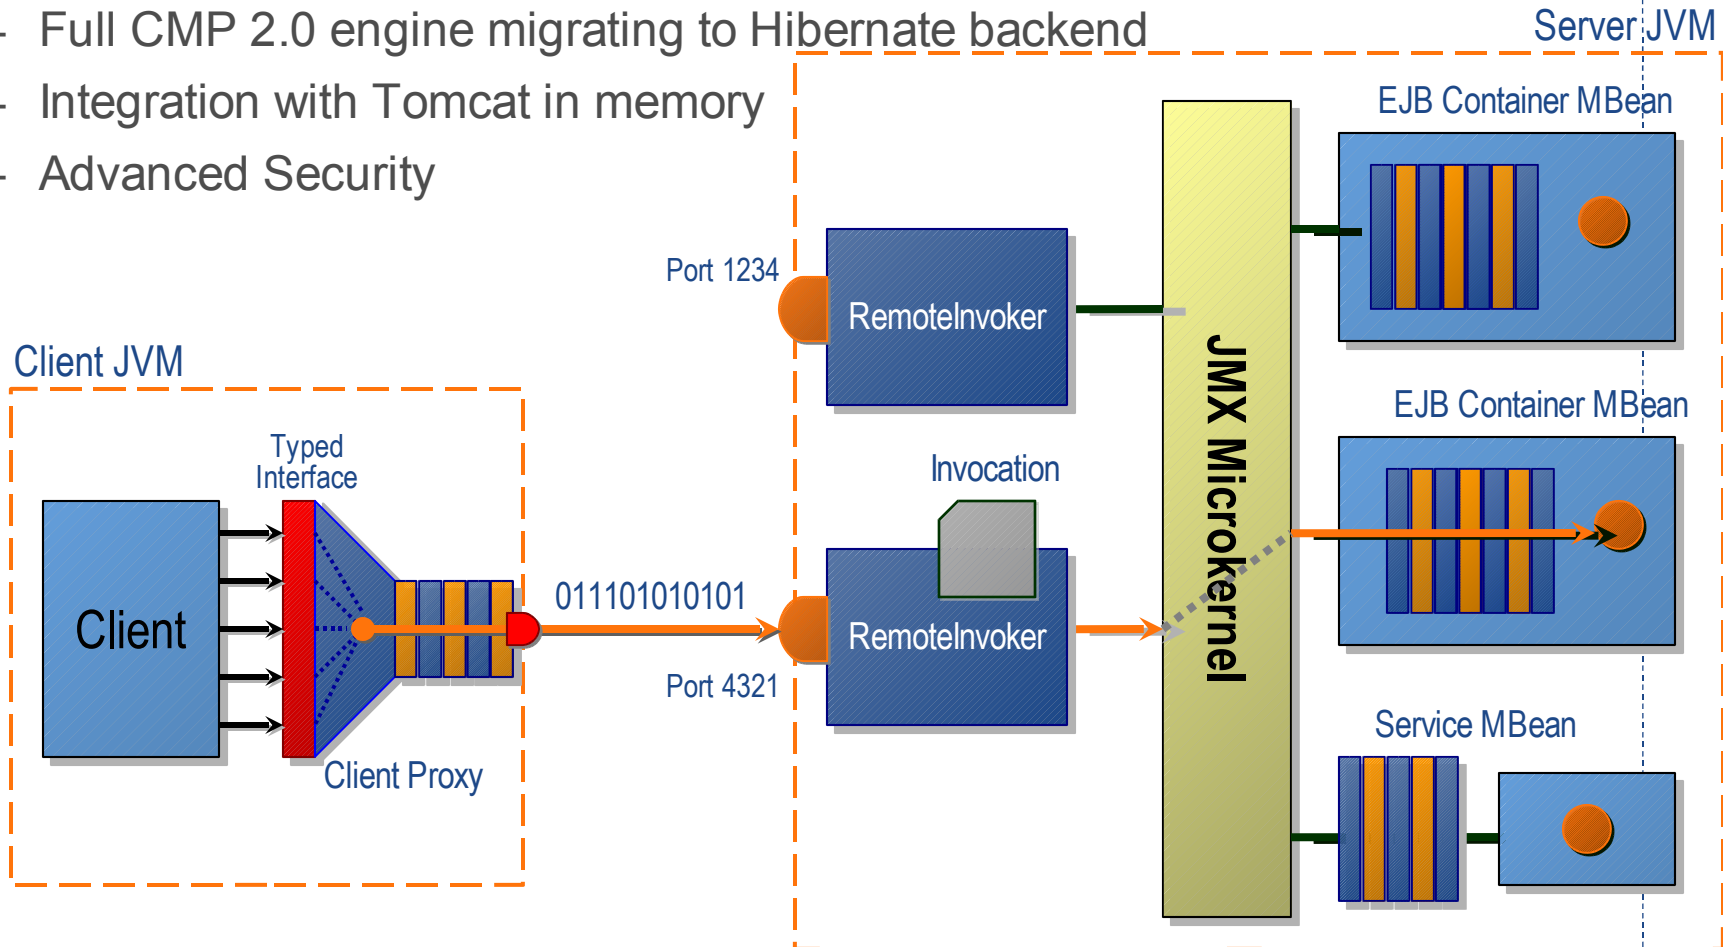 - Full CMP 2.0 engine migrating to Hibernate backend
- Integration with Tomcat in memory
- Advanced Security
Server JVM
EJB Container MBean
Port 1234
RemoteInvoker
JMX Microkernel
Client JVM
EJB Container MBean
Typed
Interface
Invocation
Client
011101010101
RemoteInvoker
Port 4321
Service MBean
Client Proxy